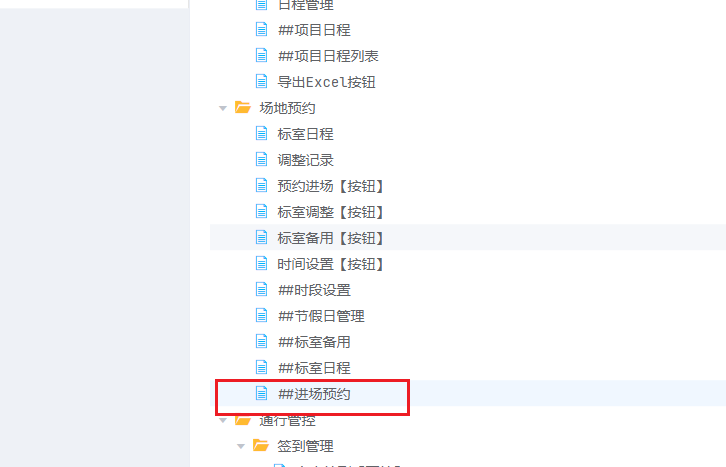 日程管理
##项目日程
##项目日程列表
导出Excel按钮
场地预约
标室日程
调整记录
预约进场【按钮】
标室调整【按钮】
标室备用【按钮】
时间设置【按钮】
##时段设置
##节假日管理
##标室备用
##标室日程
##进场预约
通行管控
签到管理